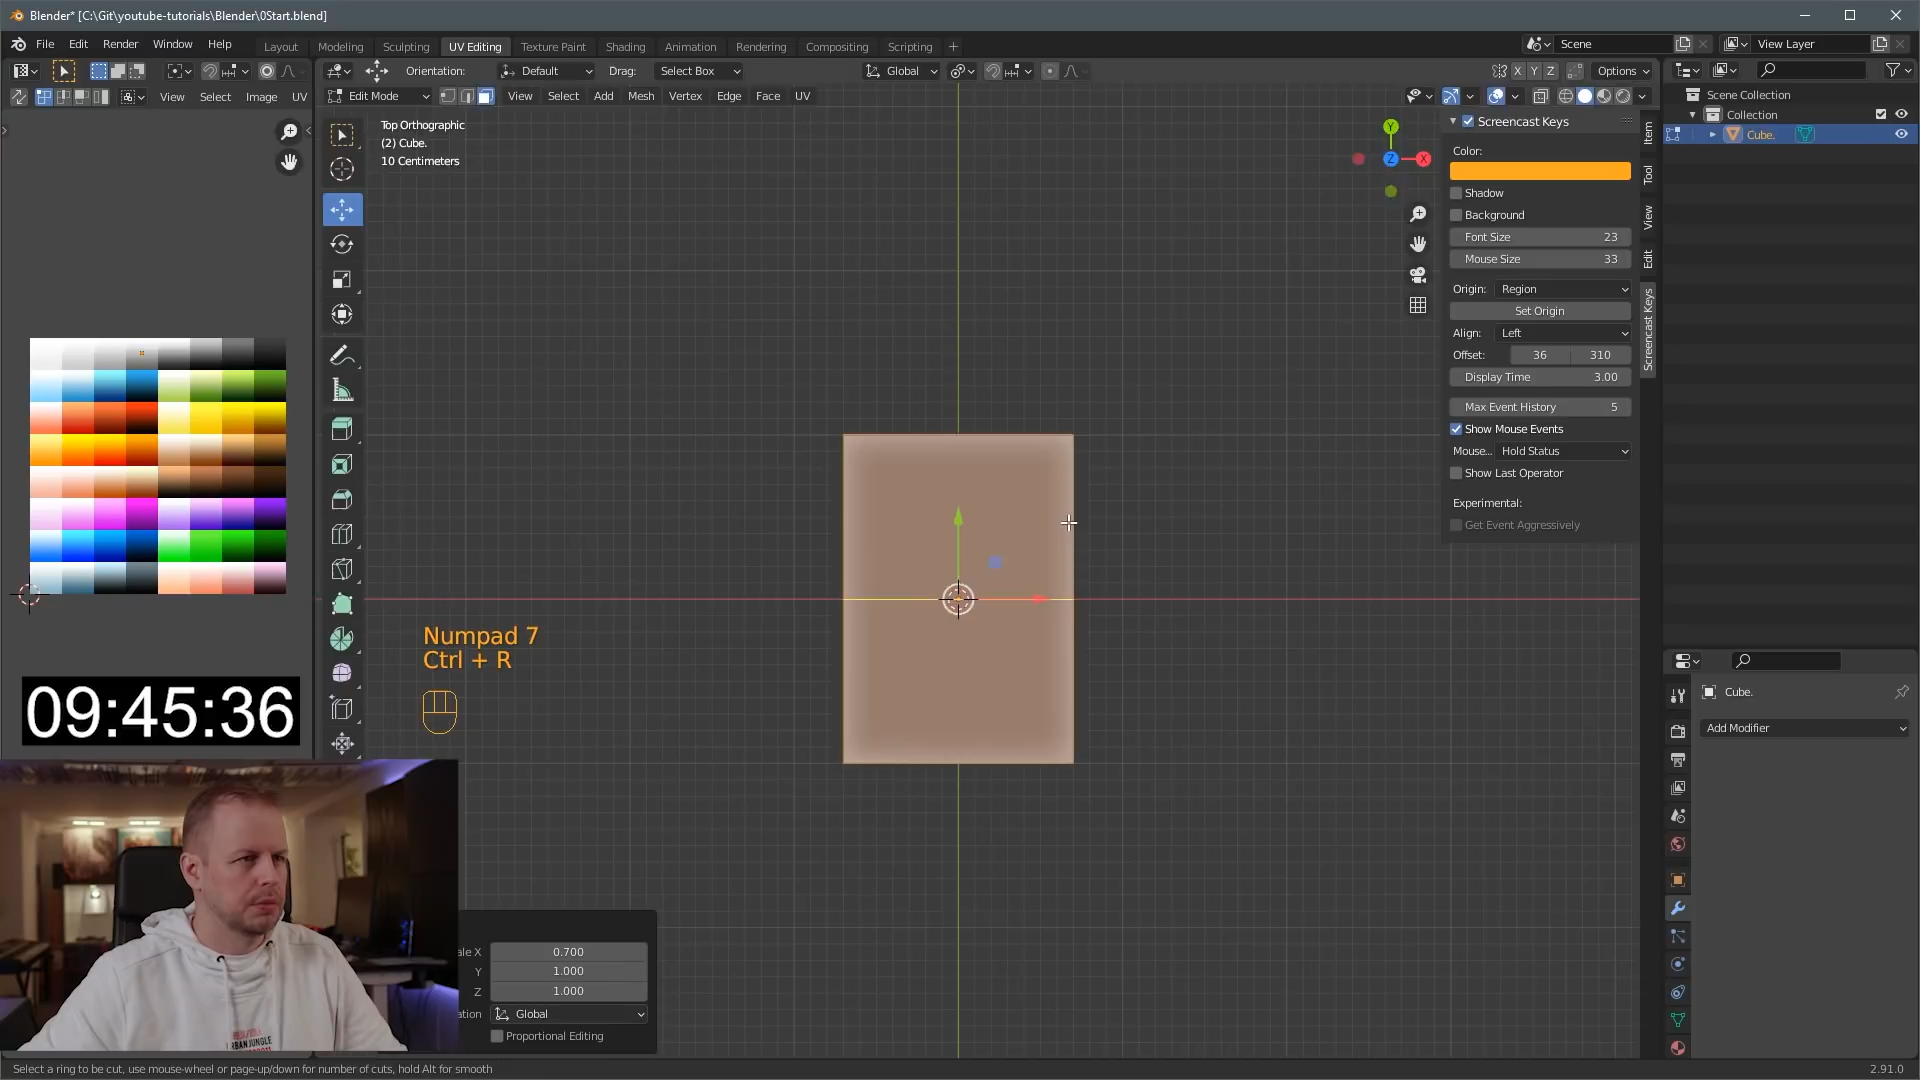 Blender* [C:\Git\youtube-tutorials\Blender\0Start.blend]
File Edit Render Window Help
Layout Modeling Sculpting UV Editing Texture Paint Shading Animation Rendering Compositing Scripting +
Scene
View Layer
Orientation: Default Drag: Select Box
Global
X Y Z Options
View Select Image UV
Edit Mode View Select Add Mesh Vertex Edge Face UV
Top Orthographic
(2) Cube.
10 Centimeters
Y
Z
X
Screencast Keys
Color:
Shadow
Background
Font Size 23
Mouse Size 33
Origin: Region
Set Origin
Align: Left
Offset: 36 310
Display Time 3.00
Max Event History 5
Show Mouse Events
Mouse... Hold Status
Show Last Operator
Experimental:
Get Event Aggressively
Item
Tool
View
Edit
Screencast Keys
Scene Collection
Collection
Cube.
Cube.
Add Modifier
Numpad 7
Ctrl + R
09:45:36
ale X 0.700
Y 1.000
Z 1.000
ation Global
Proportional Editing
Select a ring to be cut, use mouse-wheel or page-up/down for number of cuts, hold Alt for smooth
2.91.0